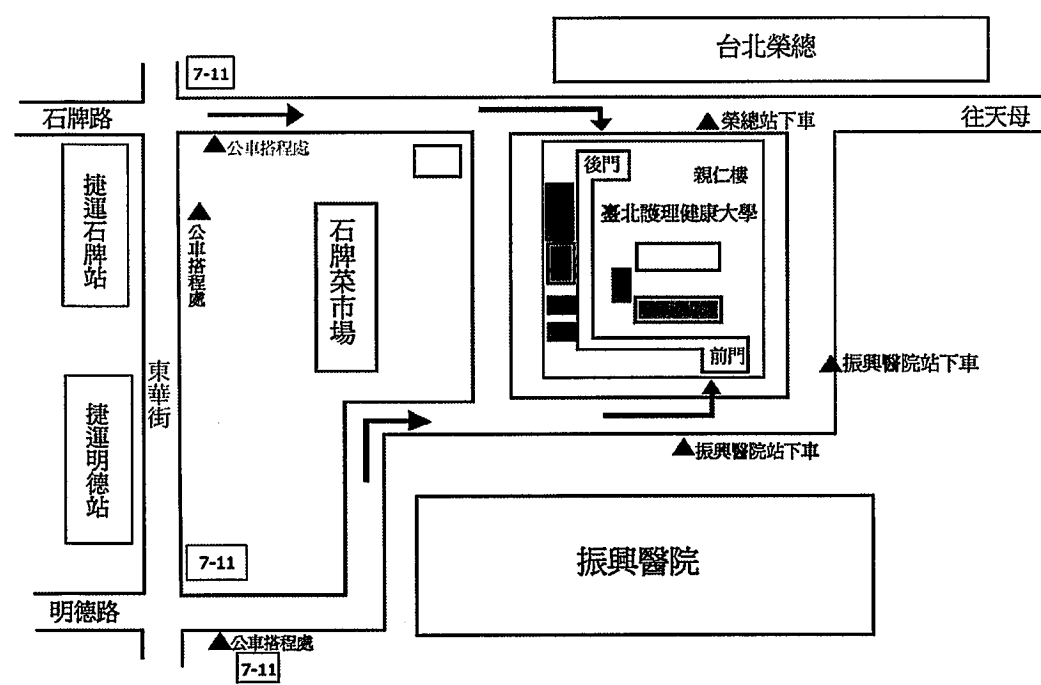 台北榮總
7-11
石牌路
公車搭程處
榮總站下車
往天母
後門
親仁樓
臺北護理健康大學
捷運石牌站
公車搭程處
石牌菜市場
前門
振興醫院站下車
東華街
捷運明德站
振興醫院站下車
7-11
振興醫院
明德路
公車搭程處
7-11